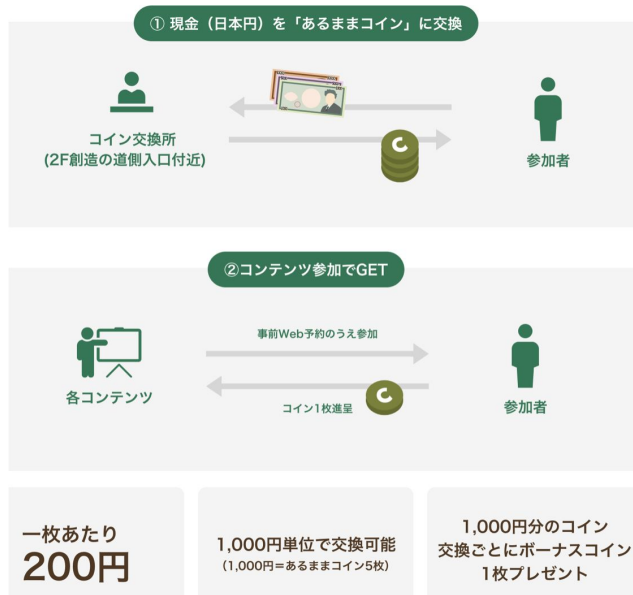 ① 現金（日本円）を「あるままコイン」に交換
コイン交換所
(2F創造の道側入口付近)
参加者
②コンテンツ参加でGET
事前Web予約のうえ参加
各コンテンツ
コイン1枚進呈
参加者
一枚あたり
200円
1,000円単位で交換可能
（1,000円＝あるままコイン5枚）
1,000円分のコイン
交換ごとにボーナスコイン
1枚プレゼント